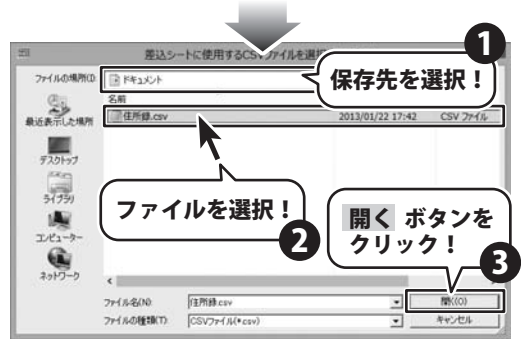 差込シートに使用するCSVファイルを選択
1
ファイルの場所(I):
ドキュメント
保存先を選択！
名前
最近表示した場所
住所録.csv
2013/01/22 17:42
CSV ファイル
デスクトップ
ライブラリ
ファイルを選択！
2
開く ボタンを
クリック！
3
コンピューター
ネットワーク
ファイル名(N):
住所録.csv
開く(O)
ファイルの種類(T):
CSVファイル(*.csv)
キャンセル